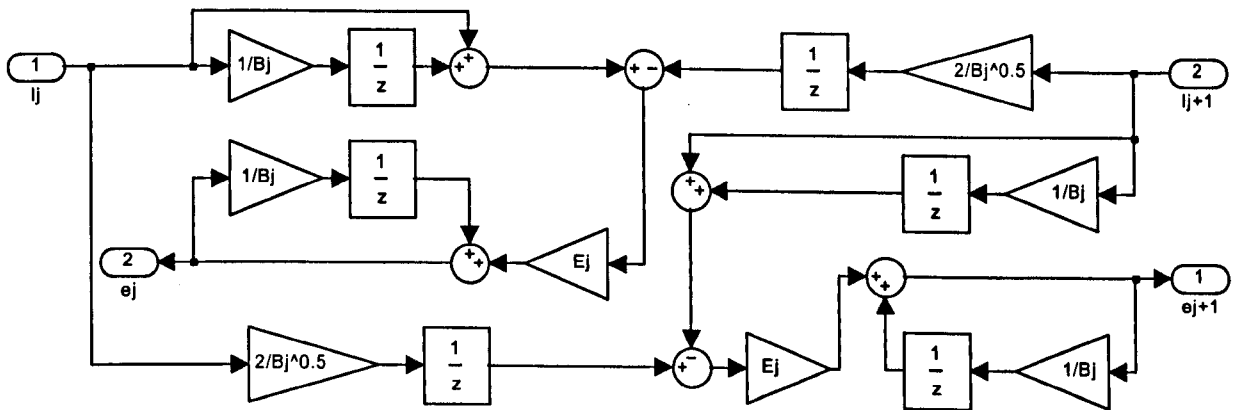 1
Ij
1/Bj
1
z
+ +
+ -
1
z
2/Bj^0.5
2
Ij+1
1/Bj
1
z
+ +
Ej
2
ej
+ +
1
z
1/Bj
2/Bj^0.5
1
z
+ -
Ej
+ +
1
z
1/Bj
1
ej+1